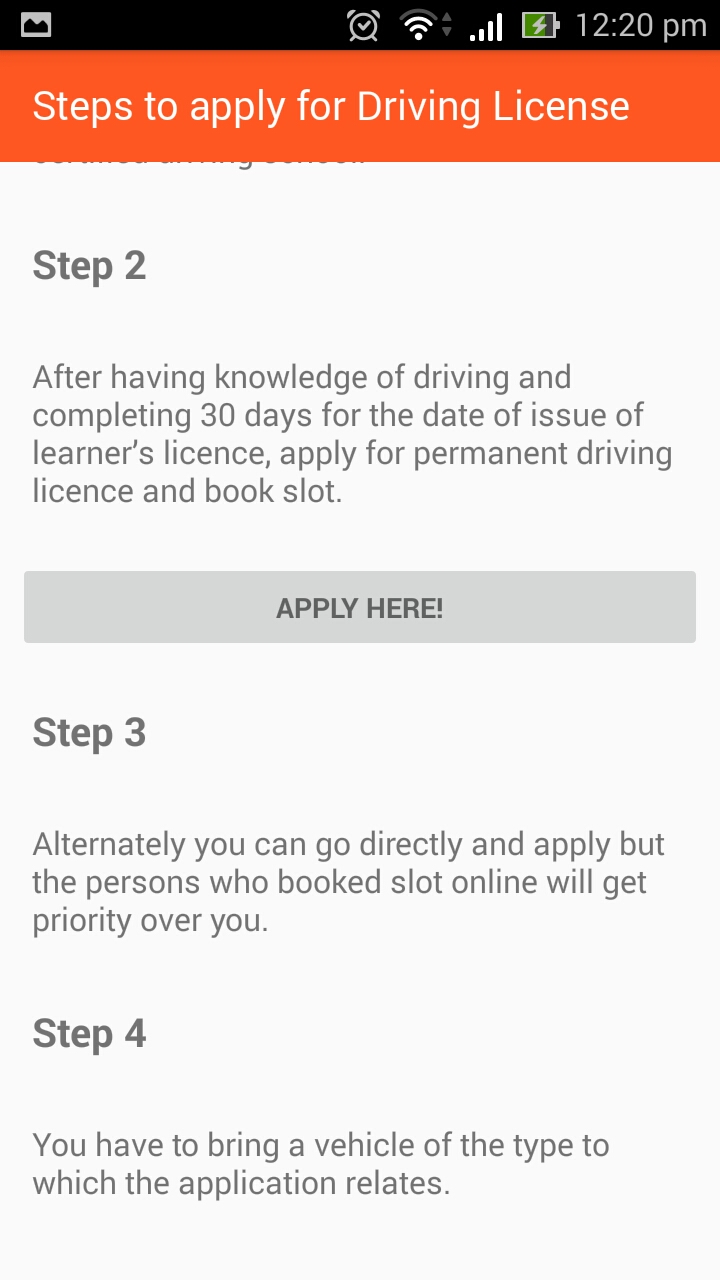 12:20 pm
Steps to apply for Driving License
Step 2
After having knowledge of driving and
completing 30 days for the date of issue of
learner's licence, apply for permanent driving
licence and book slot.
APPLY HERE!
Step 3
Alternately you can go directly and apply but
the persons who booked slot online will get
priority over you.
Step 4
You have to bring a vehicle of the type to
which the application relates.